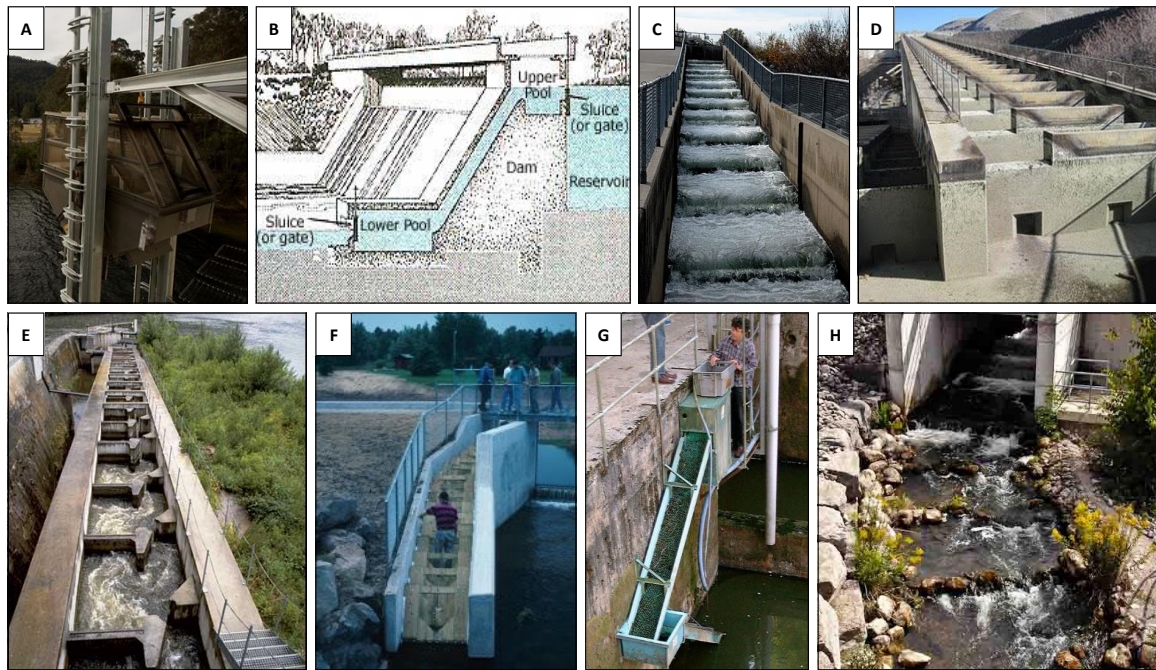 A
B
Upper
Pool
Sluice
(or gate)
Dam
Reservoir
Sluice
(or gate)
Lower Pool
C
D
E
F
G
H